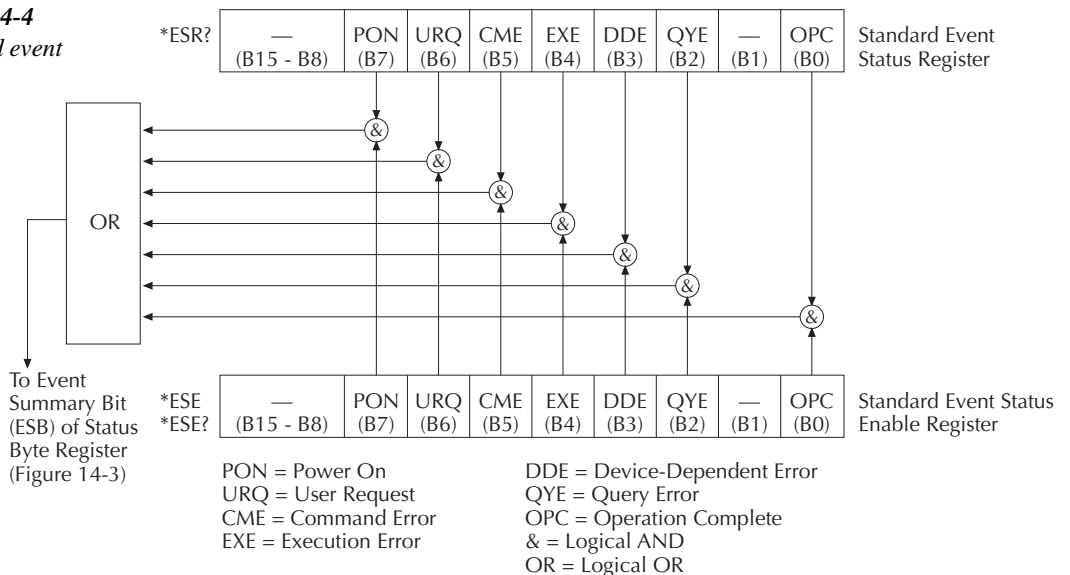 4-4
d event
*ESR?
— PON URQ CME EXE DDE QYE — OPC
(B15 - B8) (B7) (B6) (B5) (B4) (B3) (B2) (B1) (B0)
Standard Event
Status Register
&
&
&
&
&
&
&
OR
To Event
Summary Bit
(ESB) of Status
Byte Register
(Figure 14-3)
*ESE
*ESE?
— PON URQ CME EXE DDE QYE — OPC
(B15 - B8) (B7) (B6) (B5) (B4) (B3) (B2) (B1) (B0)
Standard Event Status
Enable Register
PON = Power On
URQ = User Request
CME = Command Error
EXE = Execution Error
DDE = Device-Dependent Error
QYE = Query Error
OPC = Operation Complete
& = Logical AND
OR = Logical OR